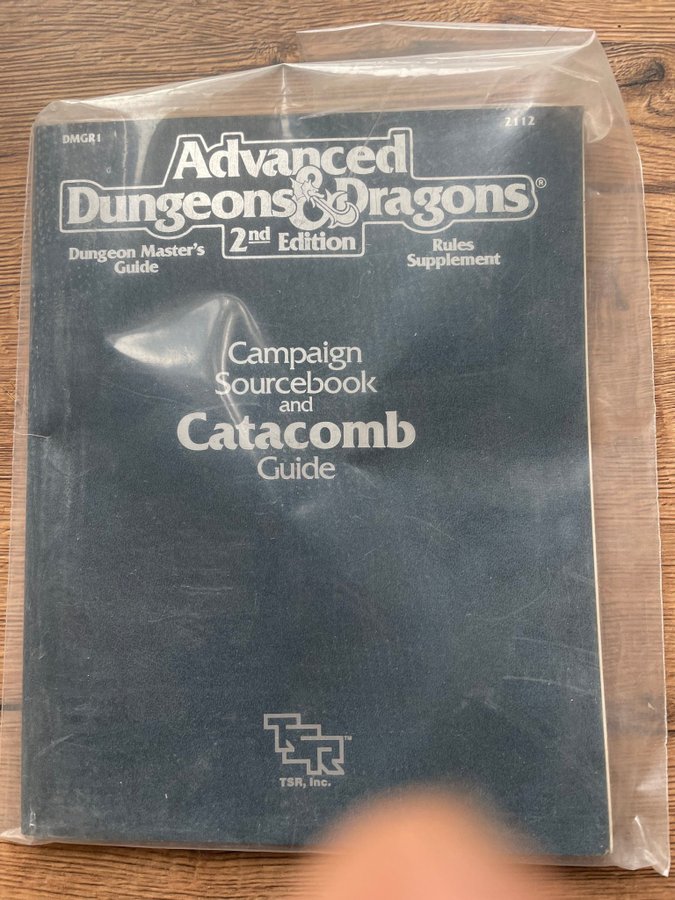 DMGR1
2112
Advanced
Dungeons & Dragons®
2nd Edition
Dungeon Master's
Guide
Rules
Supplement
Campaign
Sourcebook
and
Catacomb
Guide
TSR™
TSR, Inc.